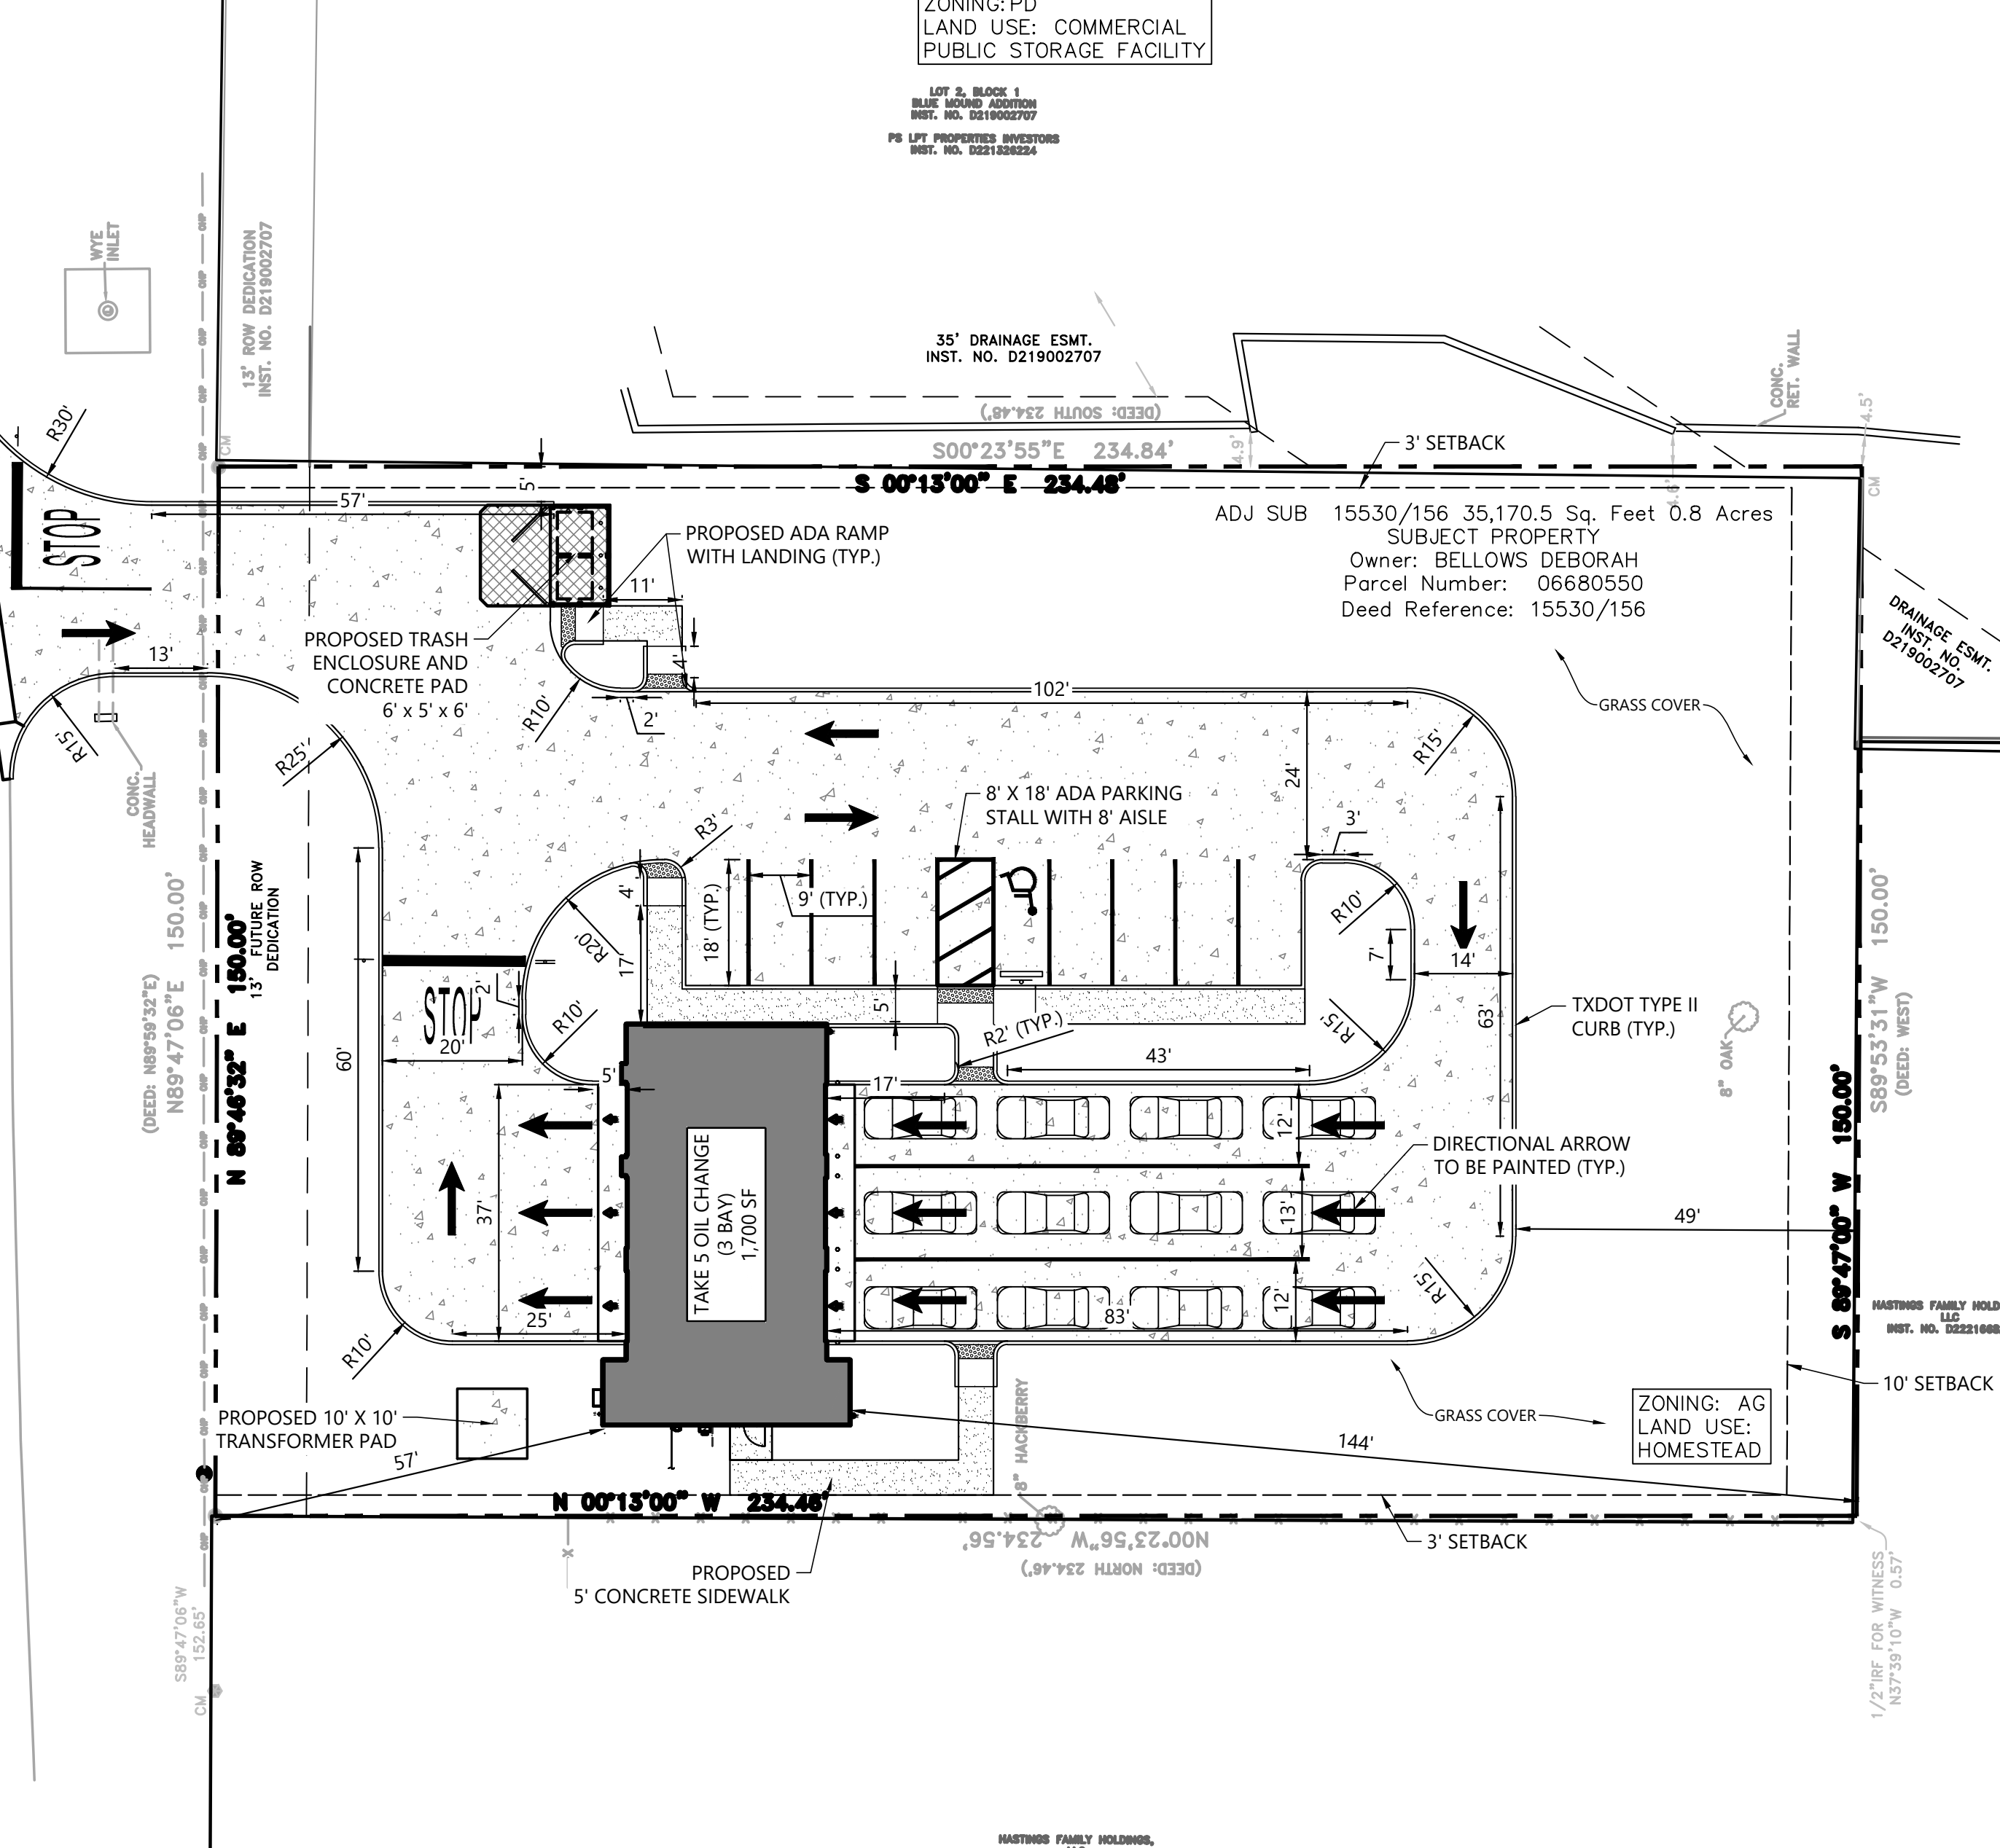 ZONING: PD
LAND USE: COMMERCIAL
PUBLIC STORAGE FACILITY
LOT 2, BLOCK 1
BLUE MOUND ADDITION
INST. NO. D219002707
PS LPT PROPERTIES INVESTORS
INST. NO. D221326224
WYE
INLET
13' ROW DEDICATION
INST. NO. D219002707
OHP
35' DRAINAGE ESMT.
INST. NO. D219002707
(DEED: SOUTH 234.48')
S00°23'55"E 234.84'
CONC.
RET. WALL
4.5'
4.9'
4.6'
CM
CM
3' SETBACK
S 00°13'00" E 234.48'
R30'
STOP
57'
5'
PROPOSED ADA RAMP
WITH LANDING (TYP.)
11'
ADJ SUB 15530/156 35,170.5 Sq. Feet 0.8 Acres
SUBJECT PROPERTY
Owner: BELLOWS DEBORAH
Parcel Number: 06680550
Deed Reference: 15530/156
DRAINAGE ESMT.
INST. NO.
D219002707
PROPOSED TRASH
ENCLOSURE AND
CONCRETE PAD
6' x 5' x 6'
13'
R15'
R25'
CONC.
HEADWALL
R10'
2'
4'
102'
R15'
GRASS COVER
24'
8' X 18' ADA PARKING
STALL WITH 8' AISLE
3'
R3'
4'
18' (TYP.)
9' (TYP.)
R10'
R20'
17'
7'
14'
13' FUTURE ROW
DEDICATION
(DEED: N89°59'32"E)
N89°47'06"E 150.00'
N 89°46'32" E 150.00'
STOP
2'
20'
R10'
60'
5'
R2' (TYP.)
R15'
43'
63'
TXDOT TYPE II
CURB (TYP.)
8" OAK
S89°53'31"W 150.00'
(DEED: WEST)
S 89°47'00" W 150.00'
5'
17'
12'
13'
12'
37'
TAKE 5 OIL CHANGE
(3 BAY)
1,700 SF
DIRECTIONAL ARROW
TO BE PAINTED (TYP.)
49'
25'
83'
R15'
R10'
HASTINGS FAMILY HOLD
LLC
10' SETBACK
PROPOSED 10' X 10'
TRANSFORMER PAD
57'
8" HACKBERRY
144'
GRASS COVER
ZONING: AG
LAND USE:
HOMESTEAD
N 00°13'00" W 234.46'
N00°23'56"W 234.56'
(DEED: NORTH 234.46')
3' SETBACK
PROPOSED
5' CONCRETE SIDEWALK
S89°47'06"W
152.65'
CM
1/2"IRF FOR WITNESS
N37°39'10"W 0.57'
HASTINGS FAMILY HOLDINGS,